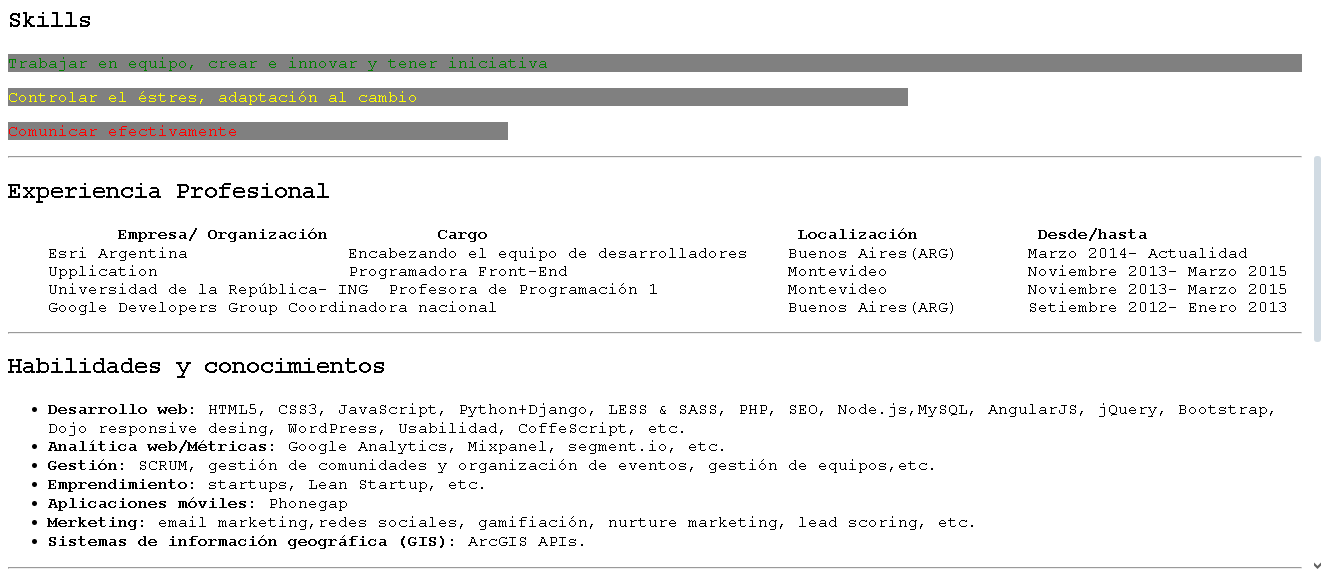 Skills
Trabajar en equipo, crear e innovar y tener iniciativa
Controlar el éstres, adaptación al cambio
Comunicar efectivamente
Experiencia Profesional
Empresa/ Organización Cargo Localización Desde/hasta
Esri Argentina Encabezando el equipo de desarrolladores Buenos Aires(ARG) Marzo 2014- Actualidad
Upplication Programadora Front-End Montevideo Noviembre 2013- Marzo 2015
Universidad de la República- ING Profesora de Programación 1 Montevideo Noviembre 2013- Marzo 2015
Google Developers Group Coordinadora nacional Buenos Aires(ARG) Setiembre 2012- Enero 2013
Habilidades y conocimientos
• Desarrollo web: HTML5, CSS3, JavaScript, Python+Django, LESS & SASS, PHP, SEO, Node.js,MySQL, AngularJS, jQuery, Bootstrap,
Dojo responsive desing, WordPress, Usabilidad, CoffeScript, etc.
• Analítica web/Métricas: Google Analytics, Mixpanel, segment.io, etc.
• Gestión: SCRUM, gestión de comunidades y organización de eventos, gestión de equipos,etc.
• Emprendimiento: startups, Lean Startup, etc.
• Aplicaciones móviles: Phonegap
• Merketing: email marketing,redes sociales, gamifiación, nurture marketing, lead scoring, etc.
• Sistemas de información geográfica (GIS): ArcGIS APIs.